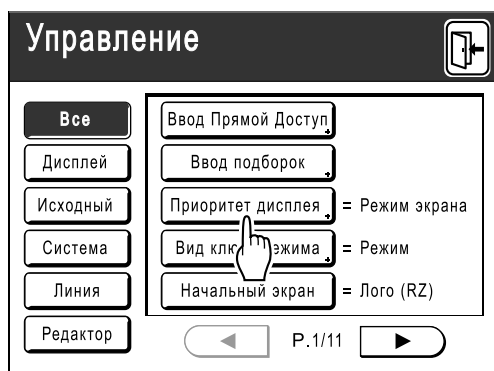 Управление
Все
Ввод Прямой Доступ
Дисплей
Ввод подборок
Исходный
Приоритет дисплея = Режим экрана
Система
Вид = Режим
Линия
Начальный экран = Лого (RZ)
Редактор
P.1/11